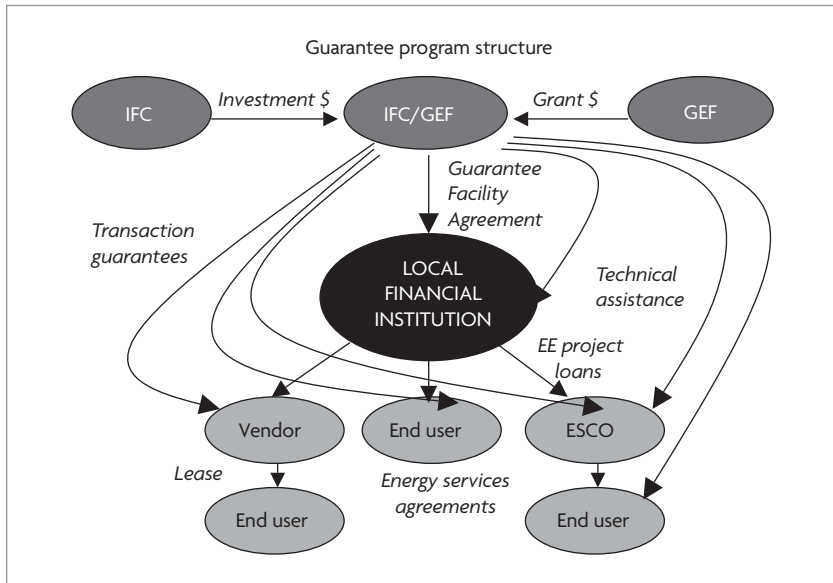 Guarantee program structure
IFC
Investment $
IFC/GEF
Grant $
GEF
Guarantee
Facility
Agreement
Transaction
guarantees
LOCAL
FINANCIAL
INSTITUTION
Technical
assistance
EE project
loans
Vendor
End user
ESCO
Lease
Energy services
agreements
End user
End user